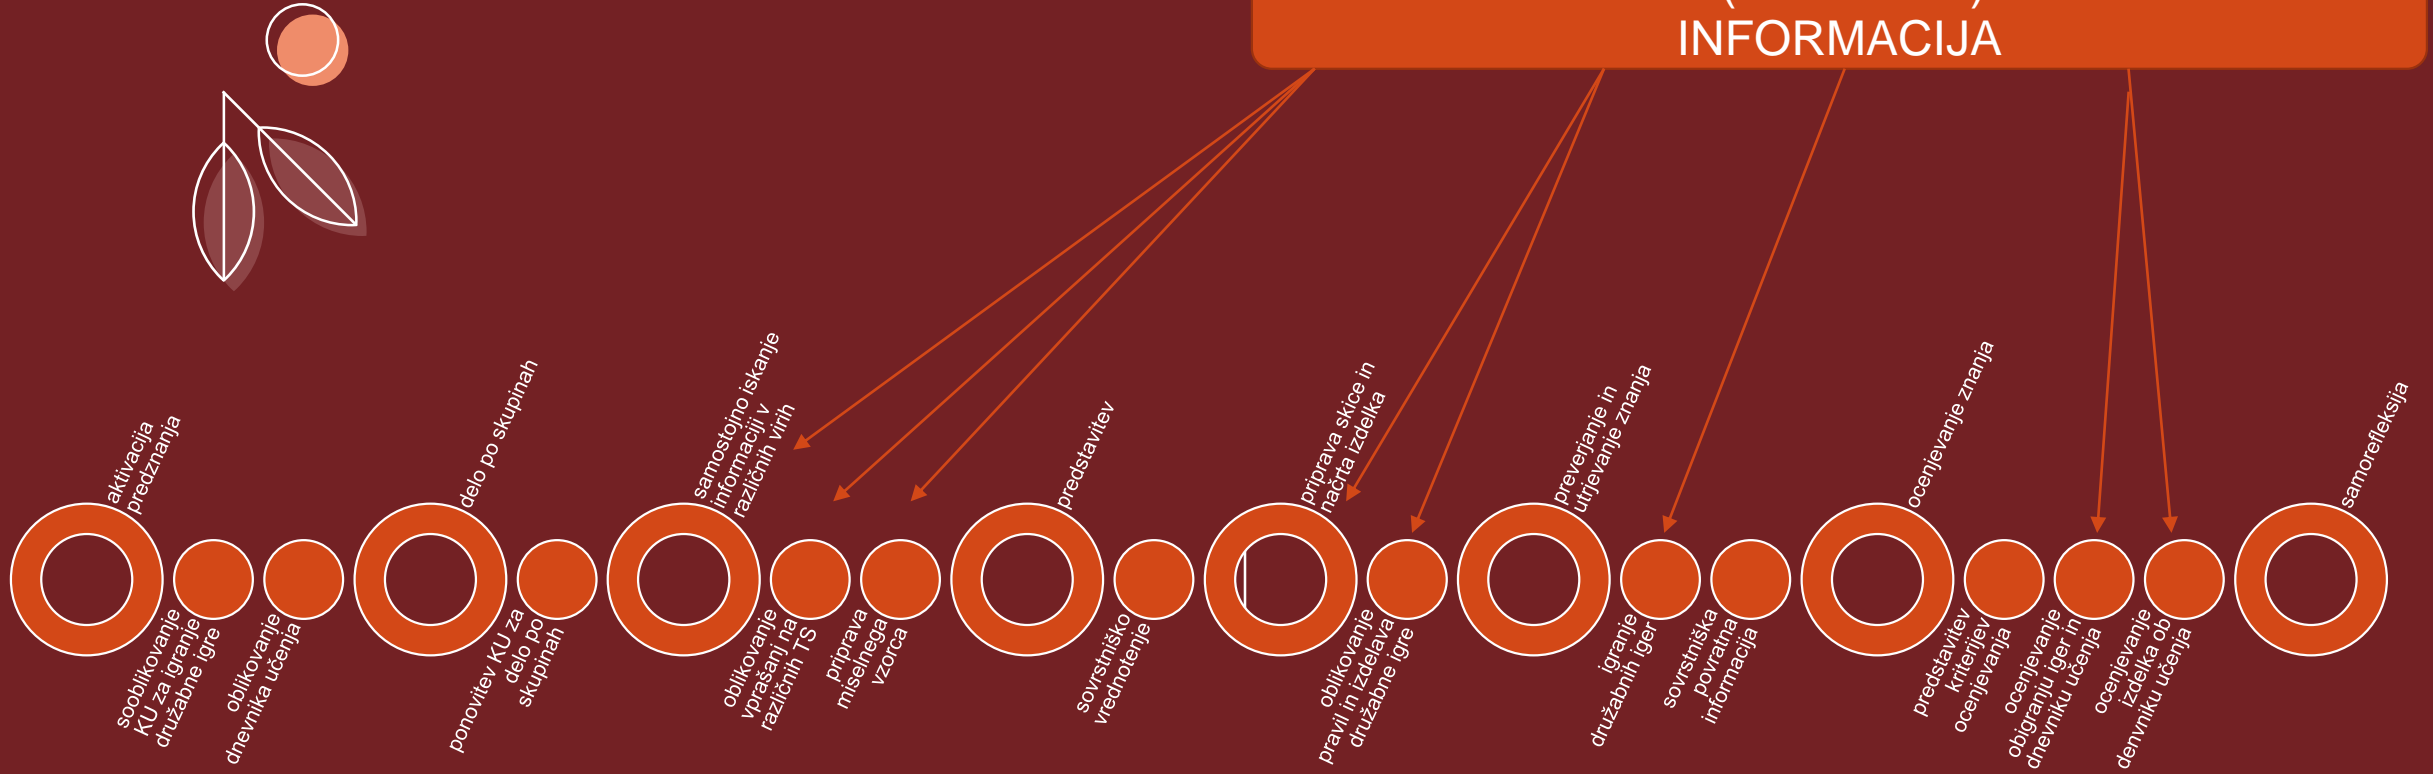 INFORMACIJA
aktivacija
predznanja
sooblikovanje
KU za igranje
družabne igre
oblikovanje
dnevnika učenja
delo po skupinah
ponovitev KU za
delo po
skupinah
samostojno iskanje
informaciji v
različnih virih
oblikovanje
vprašanj na
različnih TS
priprava
miselnega
vzorca
predstavitev
sovrstniško
vrednotenje
priprava skice in
načrta izdelka
oblikovanje
pravil in izdelava
družabne igre
preverjanje in
utrjevanje znanja
igranje
družabnih iger
sovrstniška
povratna
informacija
ocenjevanje znanja
predstavitev
kriterijev
ocenjevanja
ocenjevanje
obigranju iger in
dnevniku učenja
ocenjevanje
izdelka ob
denvniku učenja
samorefleksija